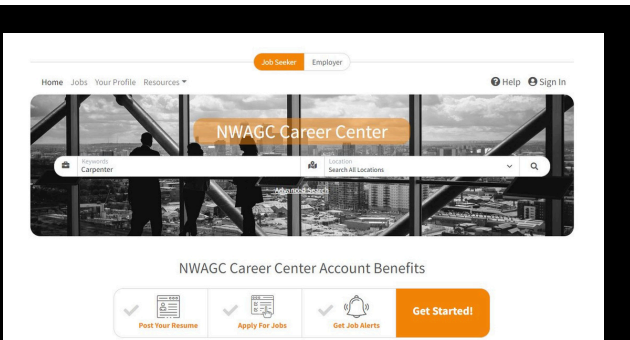 Job Seeker Employer
Home Jobs Your Profile Resources Help Sign In
NWAGC Career Center
Keywords
Carpenter
Location
Search All Locations
Advanced Search
NWAGC Career Center Account Benefits
Post Your Resume Apply For Jobs Get Job Alerts Get Started!